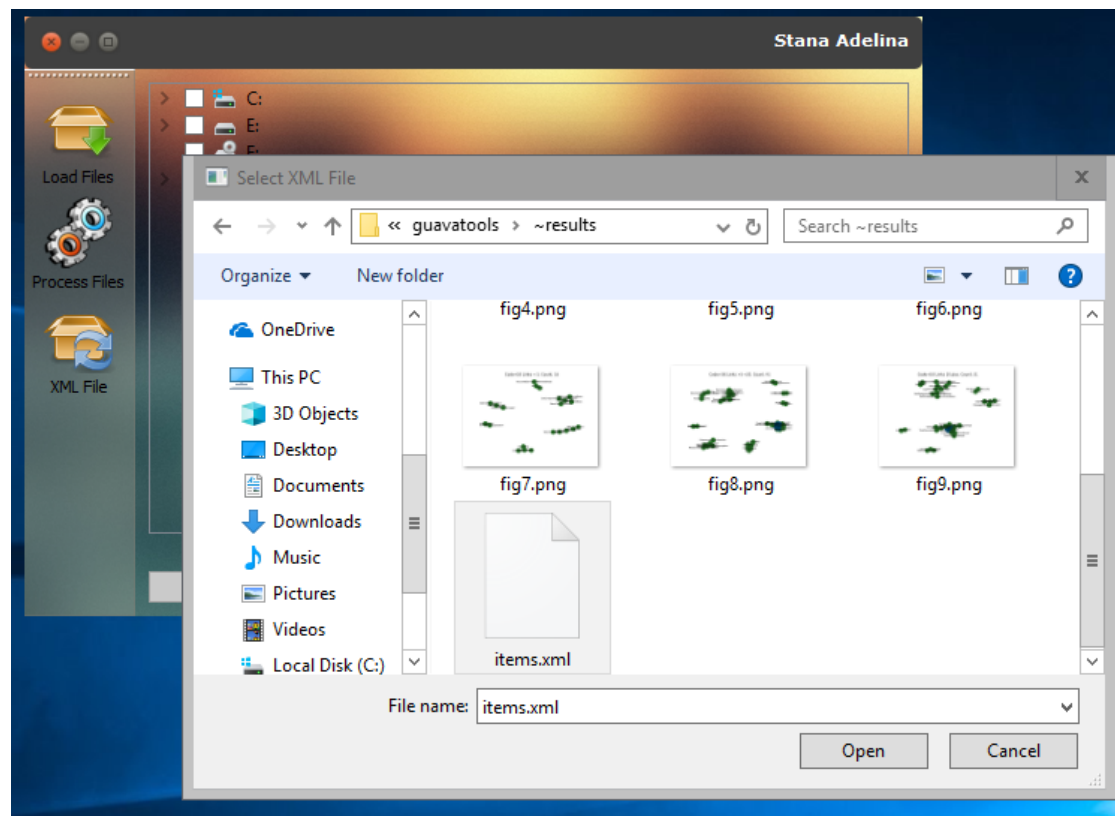 Stana Adelina
C:
E:
Load Files
Process Files
XML File
Select XML File
x
« guavatools > ~results
Search ~results
Organize
New folder
?
OneDrive
This PC
3D Objects
Desktop
Documents
Downloads
Music
Pictures
Videos
Local Disk (C:)
fig4.png
fig5.png
fig6.png
fig7.png
fig8.png
fig9.png
items.xml
File name:
items.xml
Open
Cancel